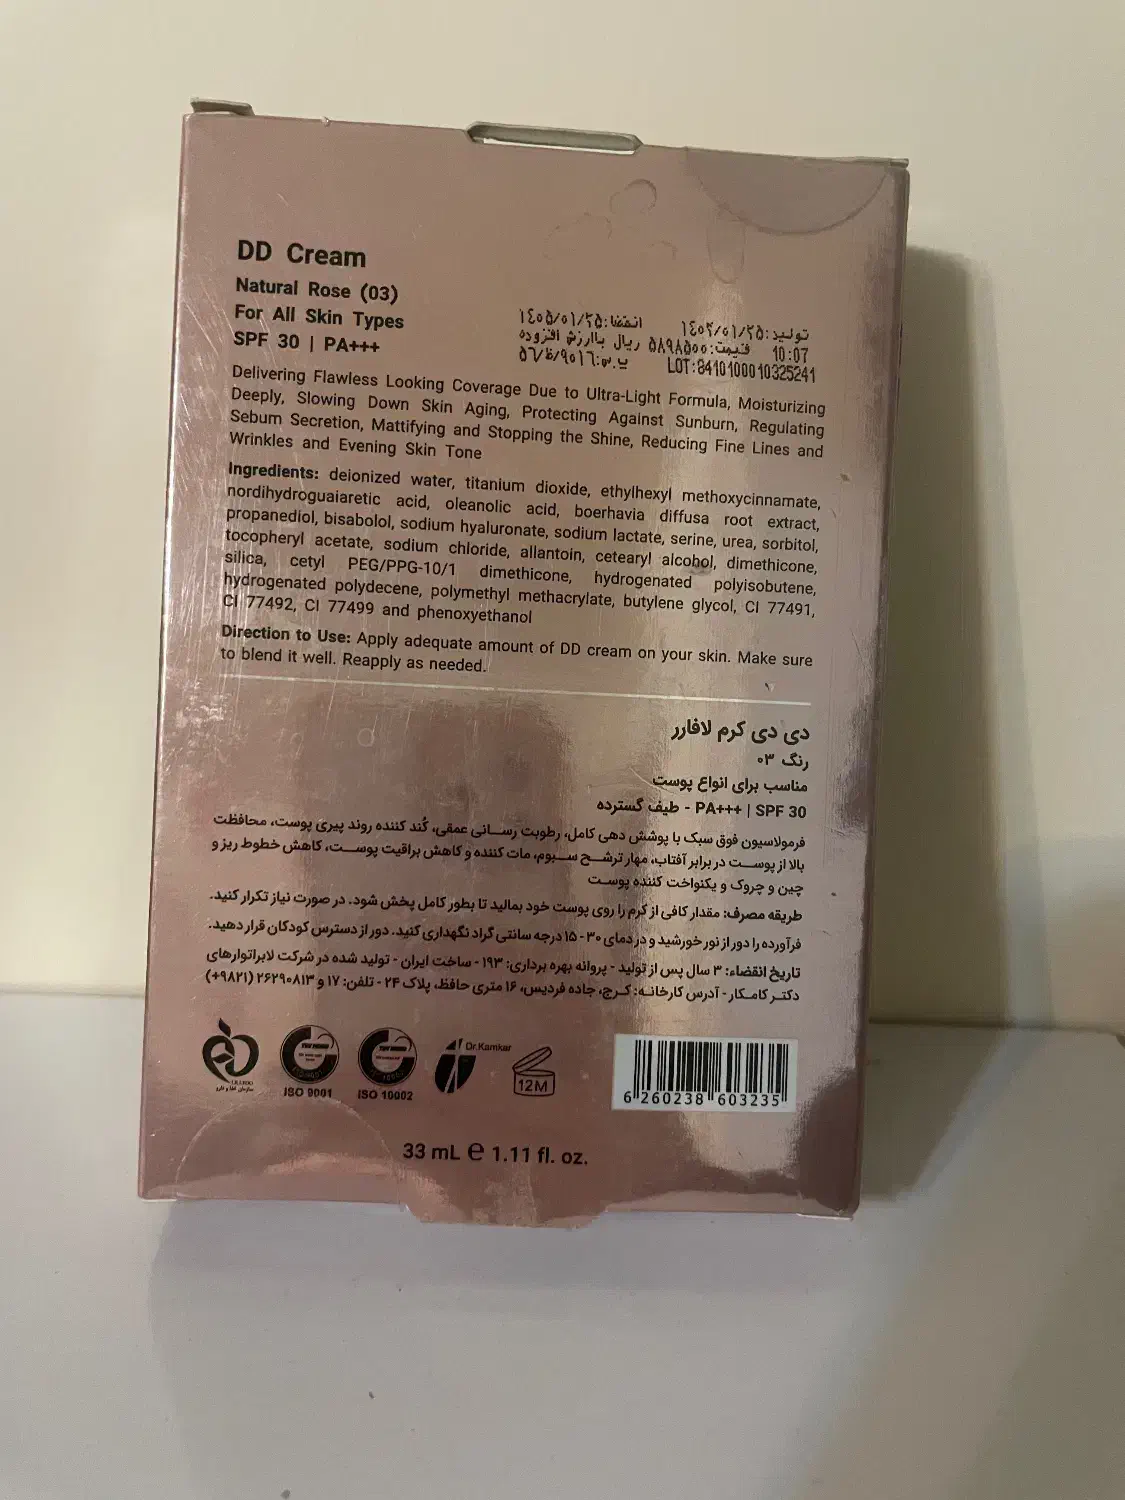 DD Cream
Natural Rose (03)
For All Skin Types
SPF 30 | PA+++
تولید: ۱۴۰۲/۰۱/۲۵ انقضا: ۱۴۰۵/۰۱/۲۵
10:07 قیمت: ۵۸۹۸۵۰۰ ریال باارزش افزوده
LOT:8410100010325241 پ.س: ۵۶/ظ/۹۰۱۶
Delivering Flawless Looking Coverage Due to Ultra-Light Formula, Moisturizing
Deeply, Slowing Down Skin Aging, Protecting Against Sunburn, Regulating
Sebum Secretion, Mattifying and Stopping the Shine, Reducing Fine Lines and
Wrinkles and Evening Skin Tone
Ingredients: deionized water, titanium dioxide, ethylhexyl methoxycinnamate,
nordihydroguaiaretic acid, oleanolic acid, boerhavia diffusa root extract,
propanediol, bisabolol, sodium hyaluronate, sodium lactate, serine, urea, sorbitol,
tocopheryl acetate, sodium chloride, allantoin, cetearyl alcohol, dimethicone,
silica, cetyl PEG/PPG-10/1 dimethicone, hydrogenated polyisobutene,
hydrogenated polydecene, polymethyl methacrylate, butylene glycol, CI 77491,
CI 77492, CI 77499 and phenoxyethanol
Direction to Use: Apply adequate amount of DD cream on your skin. Make sure
to blend it well. Reapply as needed.
دی دی کرم لافارر
رنگ ۰۳
مناسب برای انواع پوست
SPF 30 | PA+++ - طیف گسترده
فرمولاسیون فوق سبک با پوشش دهی کامل، رطوبت رسانی عمقی، کُند کننده روند پیری پوست، محافظت
بالا از پوست در برابر آفتاب، مهار ترشح سبوم، مات کننده و کاهش براقیت پوست، کاهش خطوط ریز و
چین و چروک و یکنواخت کننده پوست
طریقه مصرف: مقدار کافی از کرم را روی پوست خود بمالید تا بطور کامل پخش شود. در صورت نیاز تکرار کنید.
فرآورده را دور از نور خورشید و در دمای ۳۰-۱۵ درجه سانتی گراد نگهداری کنید. دور از دسترس کودکان قرار دهید.
تاریخ انقضاء: ۳ سال پس از تولید - پروانه بهره برداری: ۱۹۳ - ساخت ایران - تولید شده در شرکت لابراتوارهای
دکتر کامکار - آدرس کارخانه: کرج، جاده فردیس، ۱۶ متری حافظ، پلاک ۲۴ - تلفن: ۱۷ و ۲۶۲۹۰۸۱۳ (۹۸۲۱+)
سازمان غذا و دارو
ISO 9001
ISO 10002
Dr.Kamkar
12M
6 260238 603235
33 mL ℮ 1.11 fl. oz.